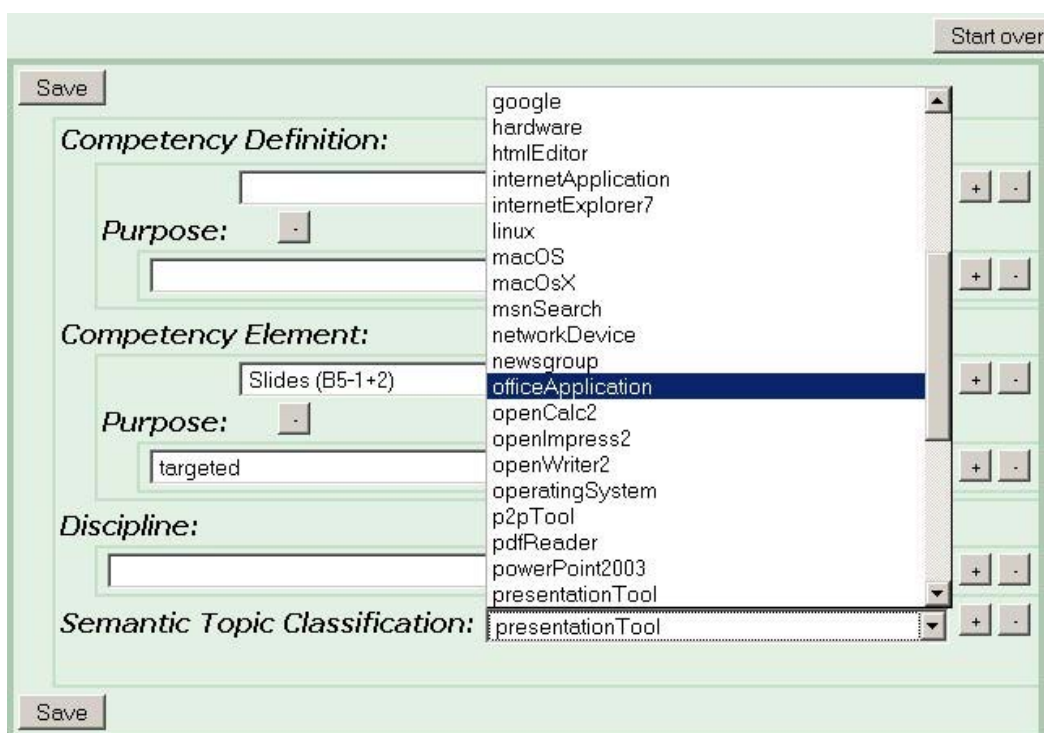 Start over
Save
Competency Definition:
+ -
Purpose: -
+ -
Competency Element:
Slides (B5-1+2)
+ -
Purpose: -
targeted
+ -
Discipline:
+ -
Semantic Topic Classification: presentationTool
+ -
google
hardware
htmlEditor
internetApplication
internetExplorer7
linux
macOS
macOsX
msnSearch
networkDevice
newsgroup
officeApplication
openCalc2
openImpress2
openWriter2
operatingSystem
p2pTool
pdfReader
powerPoint2003
presentationTool
Save